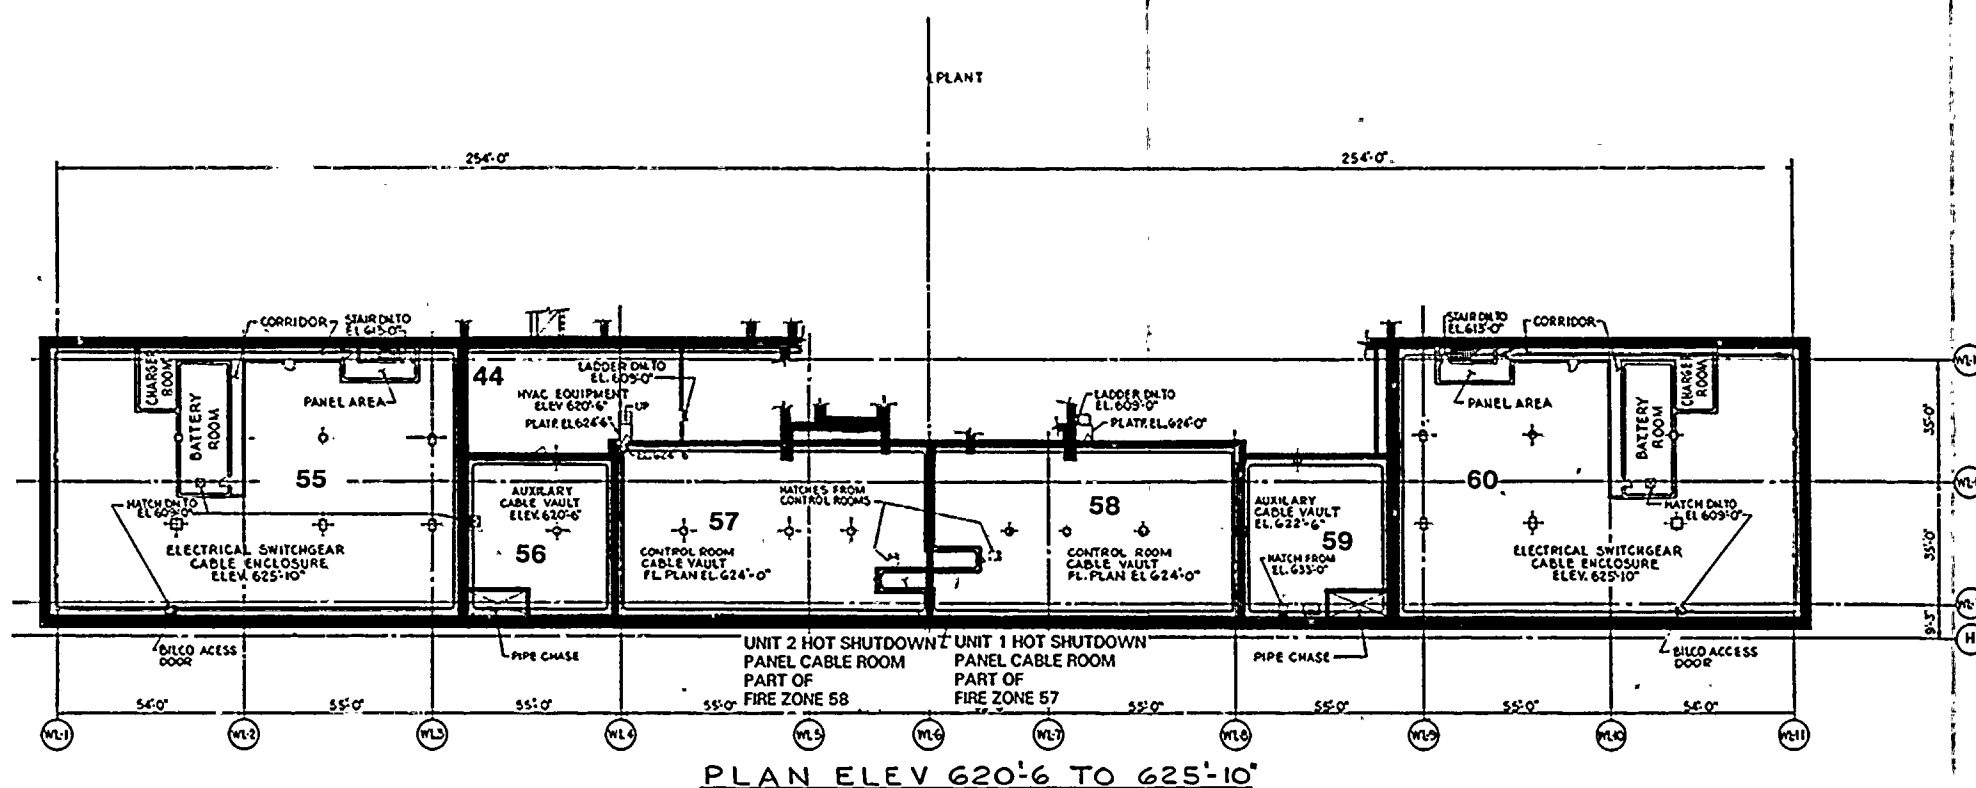 PLANT
254'-0"
254'-0"
CORRIDOR
STAIR DN.TO
EL 613'-0"
CHARGER
ROOM
BATTERY
ROOM
PANEL AREA
55
HATCH DN.TO
EL 609'-0"
ELECTRICAL SWITCHGEAR
CABLE ENCLOSURE
ELEV. 625'-10"
BILCO ACESS
DOOR
44
LADDER DN.TO
EL. 609'-0"
HVAC EQUIPMENT
ELEV 620'-6"
UP
PLATF. EL 624'-6"
EL. 624'-6
AUXILARY
CABLE VAULT
ELEV. 620'-6"
56
PIPE CHASE
57
CONTROL ROOM
CABLE VAULT
FL. PLAN EL 624'-0"
HATCHES FROM
CONTROL ROOMS
LADDER DN.TO
EL. 609'-0"
PLATF. EL. 624'-0"
58
CONTROL ROOM
CABLE VAULT
FL. PLAN EL 624'-0"
AUXILARY
CABLE VAULT
EL. 622'-6"
59
HATCH FROM
EL. 633'-0"
PIPE CHASE
STAIR DN.TO
EL. 613'-0"
CORRIDOR
PANEL AREA
CHARGER
ROOM
BATTERY
ROOM
60
HATCH DN.TO
EL 609'-0"
ELECTRICAL SWITCHGEAR
CABLE ENCLOSURE
ELEV. 625'-10"
BILCO ACCESS
DOOR
35'-0"
35'-0"
9'-3"
H
UNIT 2 HOT SHUTDOWN
PANEL CABLE ROOM
PART OF
FIRE ZONE 58
UNIT 1 HOT SHUTDOWN
PANEL CABLE ROOM
PART OF
FIRE ZONE 57
54'-0" 55'-0" 55'-0" 55'-0" 55'-0" 55'-0" 55'-0" 54'-0"
WL-1 WL-2 WL3 WL4 WL5 WL-6 WL-7 WL-8 WL-9 WL-10 WL-11
PLAN ELEV 620'-6 TO 625'-10"